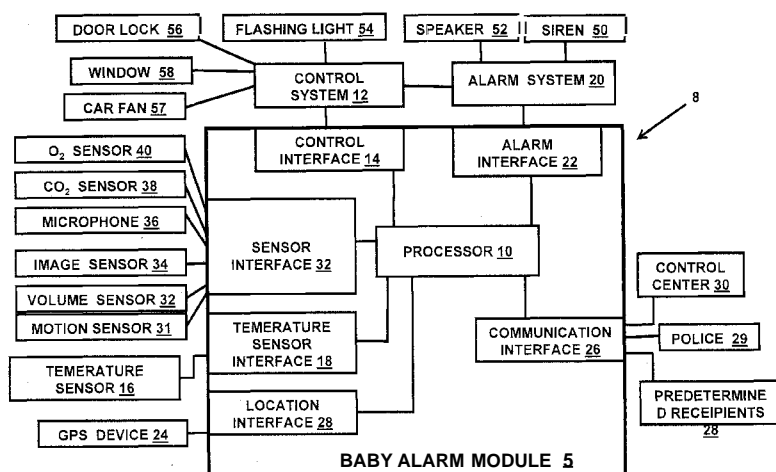 DOOR LOCK 56
FLASHING LIGHT 54
SPEAKER 52
SIREN 50
WINDOW 58
CONTROL
SYSTEM 12
ALARM SYSTEM
20
CAR FAN 57
8
O2 SENSOR 40
CONTROL
INTERFACE 14
ALARM
INTERFACE 22
CO2 SENSOR 38
MICROPHONE 36
IMAGE SENSOR 34
SENSOR
INTERFACE 32
PROCESSOR 10
CONTROL
CENTER 30
VOLUME SENSOR 32
MOTION SENSOR 31
TEMERATURE
SENSOR
INTERFACE 18
COMMUNICATION
INTERFACE 26
POLICE 29
TEMERATURE
SENSOR 16
PREDETERMINE
D RECEIPIENTS
28
LOCATION
INTERFACE 28
GPS DEVICE 24
BABY ALARM MODULE 5